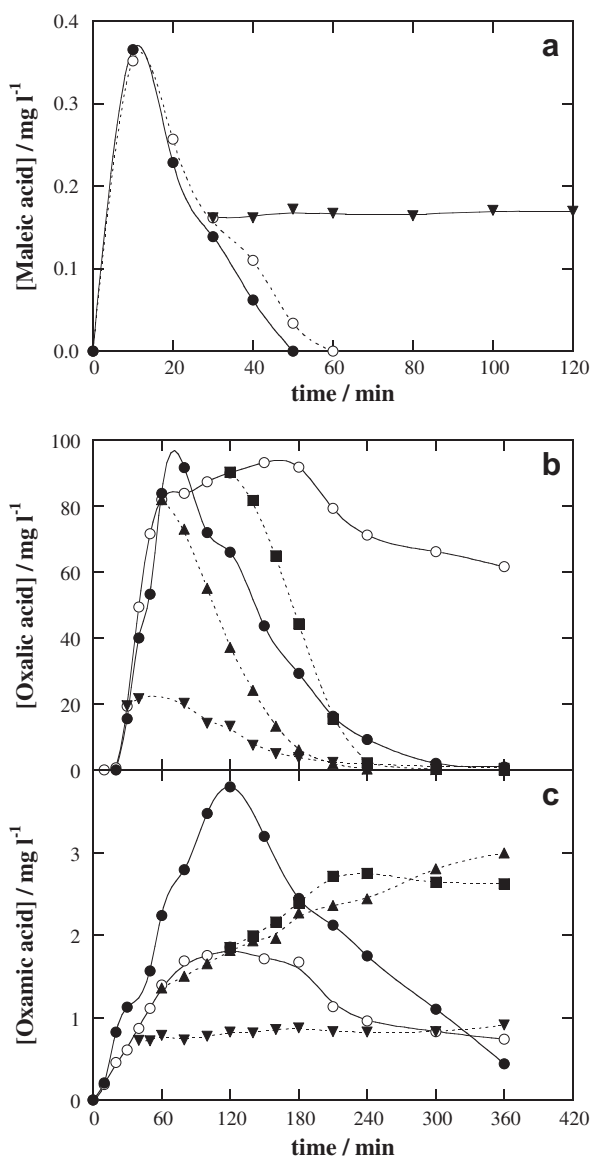 a
0.4
0.3
0.2
0.1
0.0
[Maleic acid] / mg l-1
0 20 40 60 80 100 120
time / min
b
100
80
60
40
20
0
[Oxalic acid] / mg l-1
c
3
2
1
0
[Oxamic acid] / mg l-1
0 60 120 180 240 300 360 420
time / min